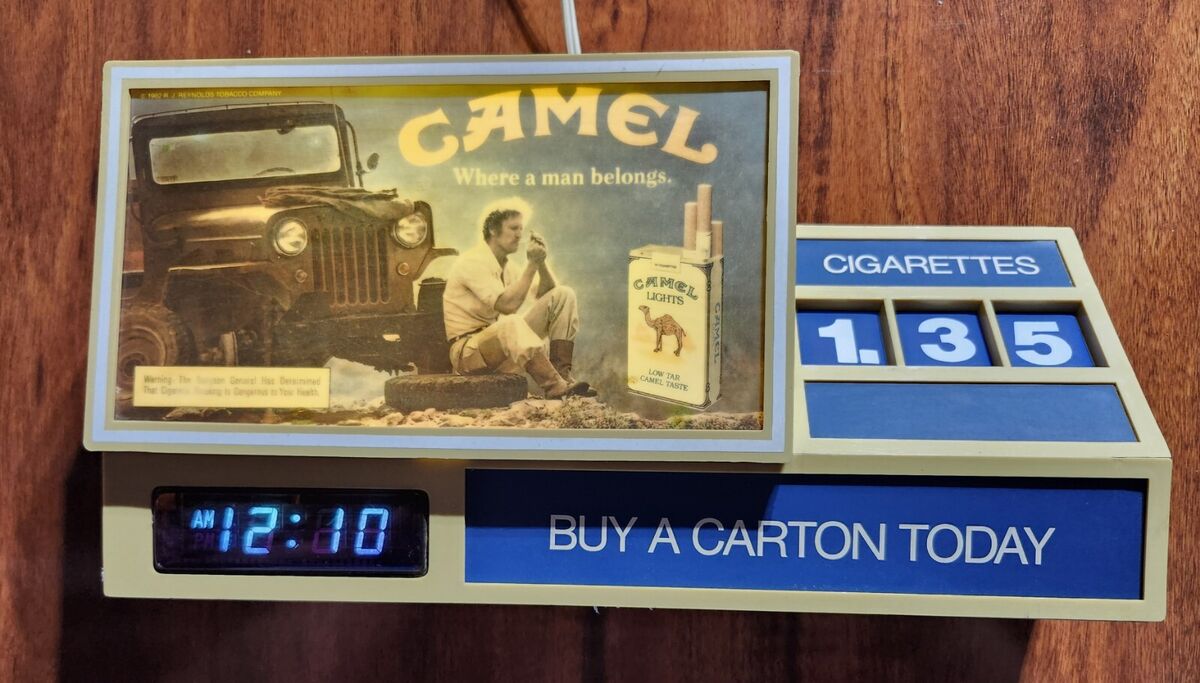 © 1982 R. J. REYNOLDS TOBACCO COMPANY
CAMEL
Where a man belongs.
CAMEL
LIGHTS
CAMEL
LOW TAR
CAMEL TASTE
Warning: The Surgeon General Has Determined
That Cigarette Smoking Is Dangerous to Your Health.
CIGARETTES
1.35
AM 12:10
PM
BUY A CARTON TODAY